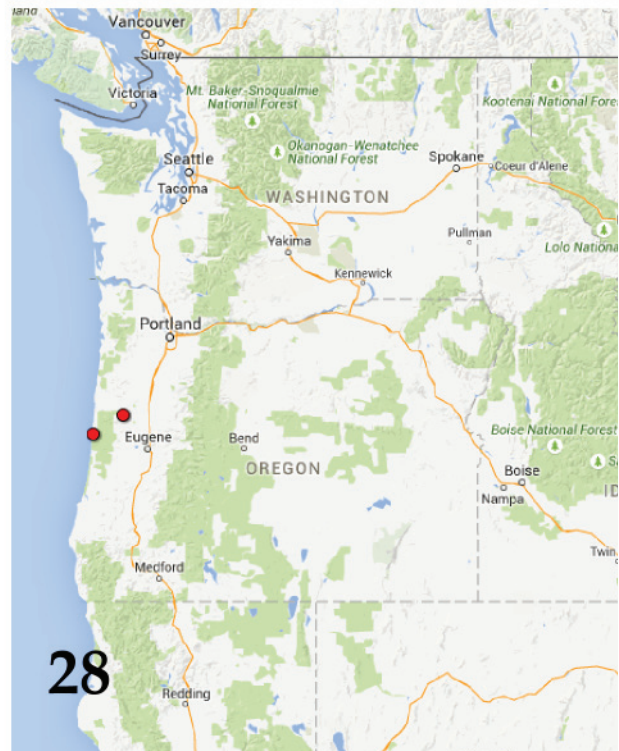 land
Vancouver
Surrey
Victoria
Mt. Baker-Snoqualmie
National Forest
Kootenai National Fore
Okanogan-Wenatchee
National Forest
Seattle
Spokane
Coeur d'Alene
Tacoma
WASHINGTON
Yakima
Pullman
Lolo Nationa
Kennewick
Portland
Eugene
Bend
OREGON
Boise National Forest
Boise
Nampa
ID
Twin
Medford
28
Redding